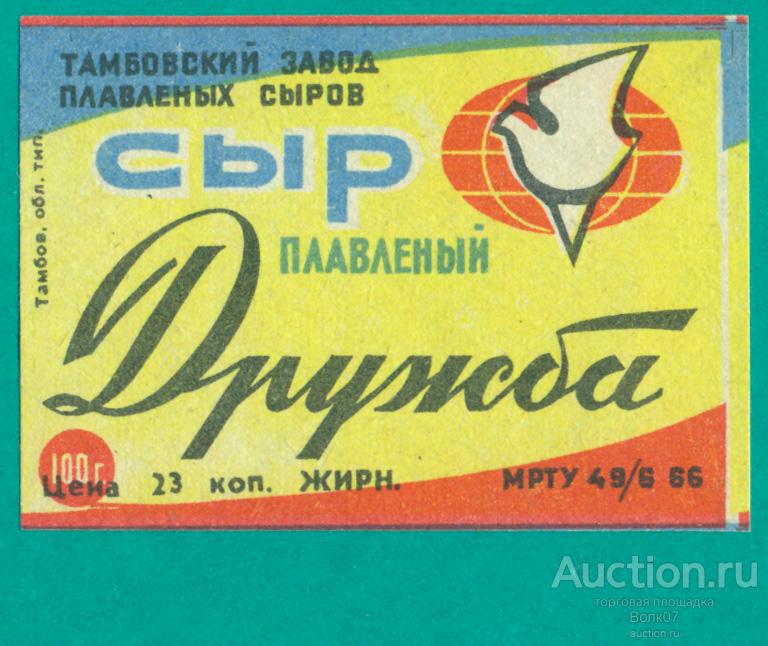 ТАМБОВСКИЙ ЗАВОД
ПЛАВЛЕНЫХ СЫРОВ
СЫР
ПЛАВЛЕНЫЙ
Дружба
Тамбов. обл. тип.
100 г
Цена 23 коп. ЖИРН. МРТУ 49/6 66
Auction.ru
торговая площадка
Волк07
auction.ru